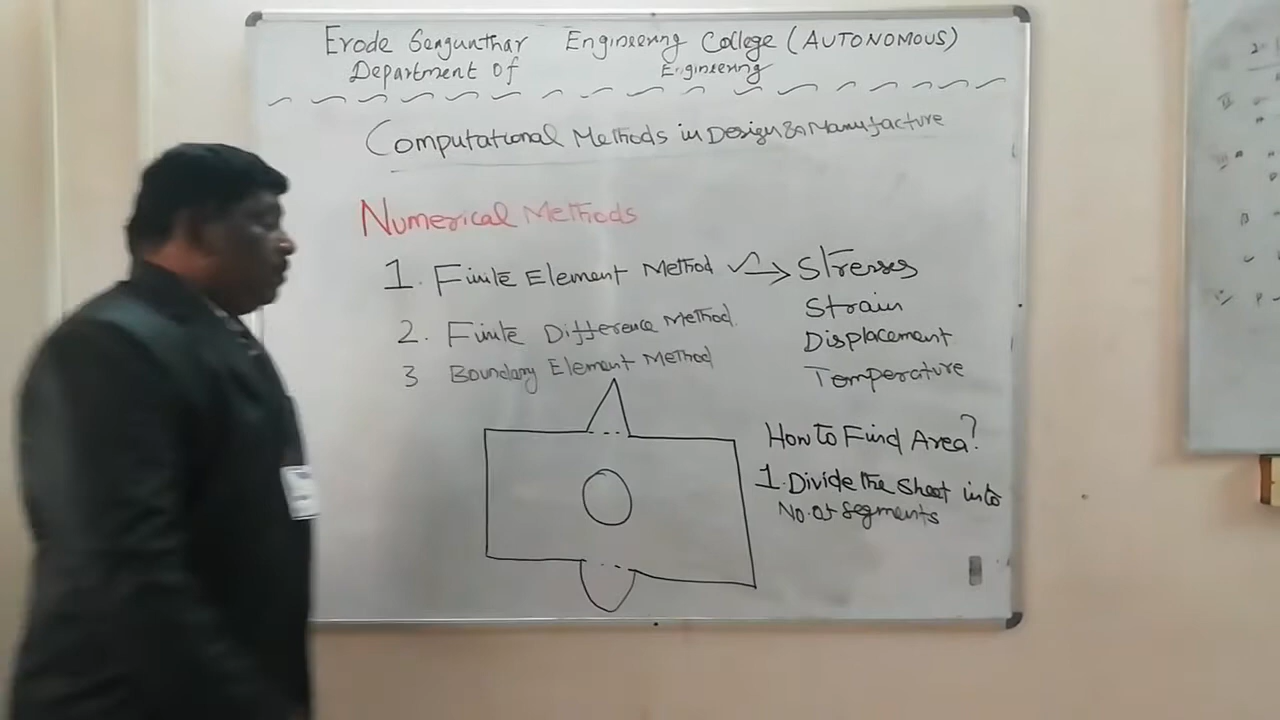 Erode Sengunthar Engineering College (AUTONOMOUS)
Department of Engineering
Computational Methods in Design & Manufacture
Numerical Methods
1. Finite Element Method → Stresses
Strain
2. Finite Difference Method.
Displacement
3 Boundary Element Method
Temperature
How to Find Area?
1. Divide the sheet into
No. of segments